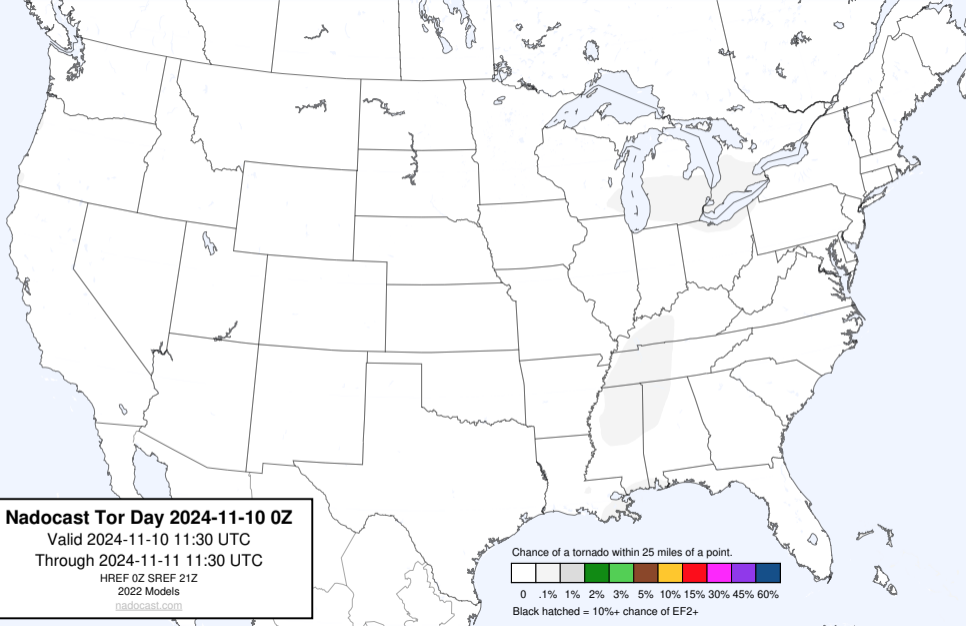 Nadocast Tor Day 2024-11-10 0Z
Valid 2024-11-10 11:30 UTC
Through 2024-11-11 11:30 UTC
HREF 0Z SREF 21Z
2022 Models
nadocast.com
Chance of a tornado within 25 miles of a point.
0 .1% 1% 2% 3% 5% 10% 15% 30% 45% 60%
Black hatched = 10%+ chance of EF2+